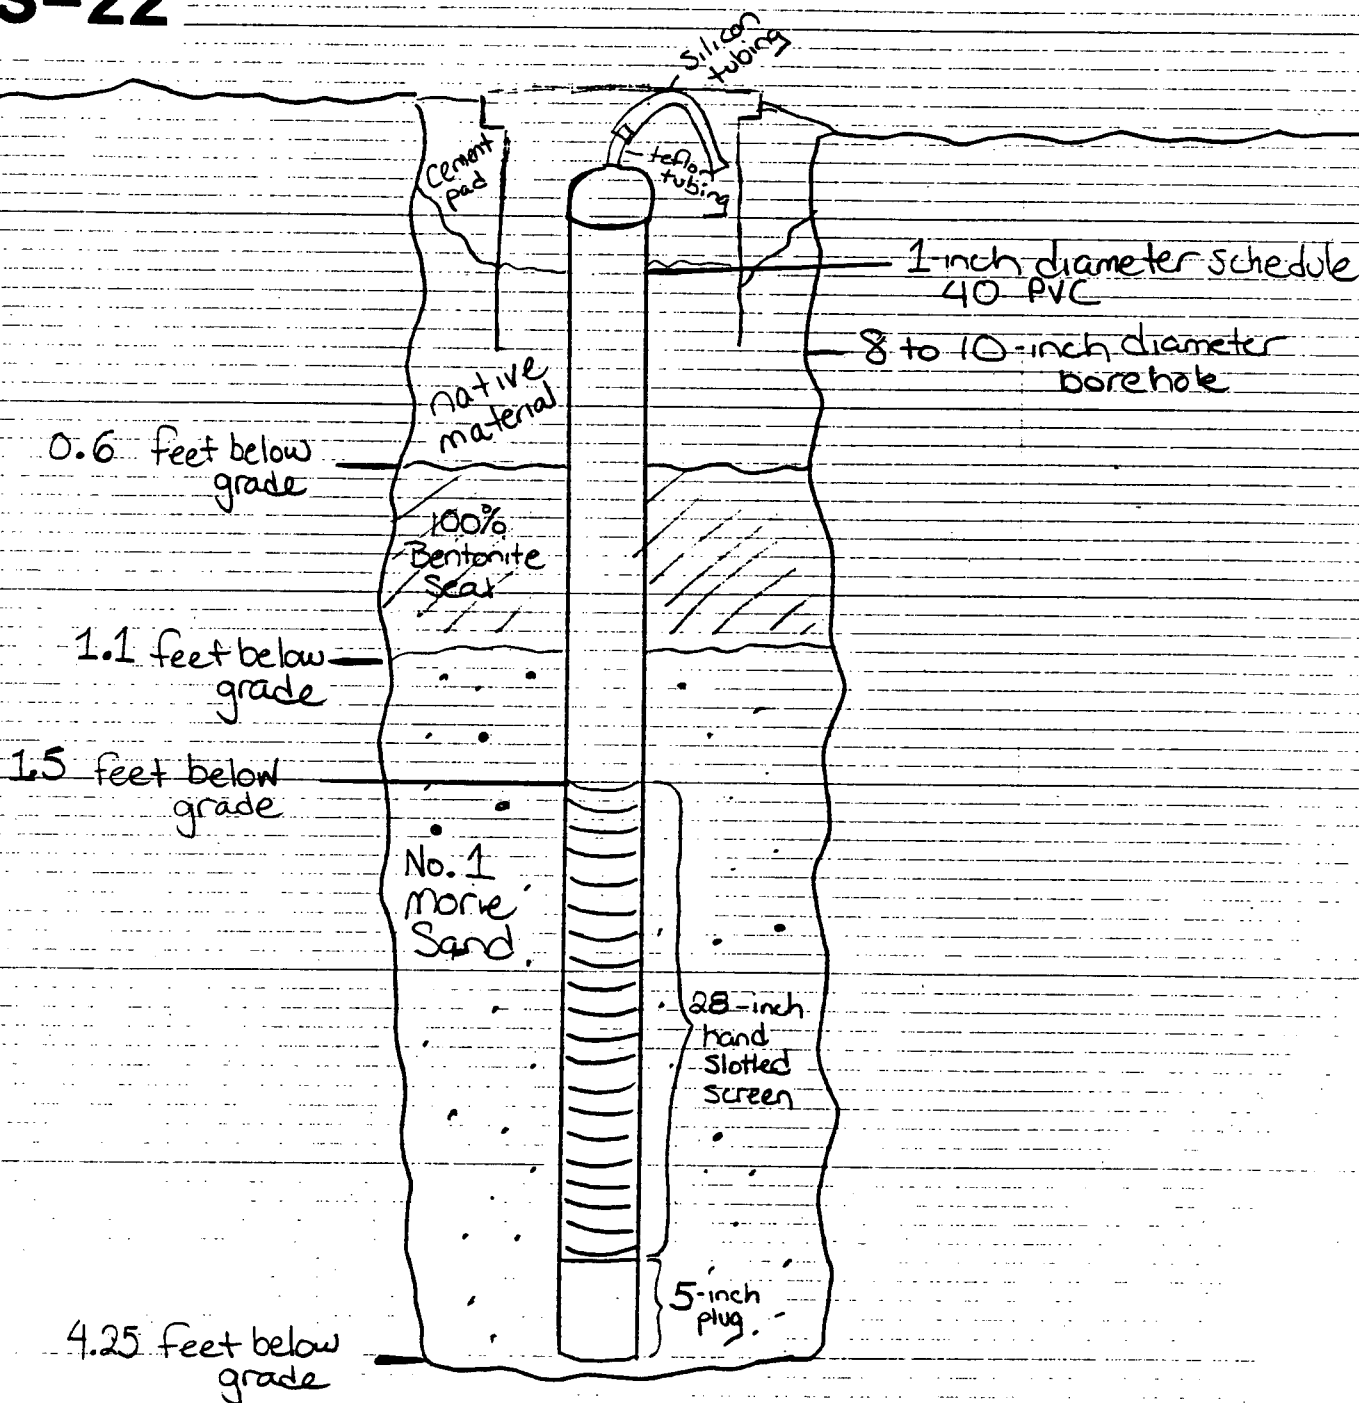 S-22
Silicon
tubing
teflon
tubing
Cement
pad
1-inch diameter schedule
40 PVC
8 to 10-inch diameter
borehole
native
material
0.6 feet below
grade
100%
Bentonite
Seal
1.1 feet below
grade
1.5 feet below
grade
No. 1
Morie
Sand
28-inch
hand
slotted
screen
5-inch
plug
4.25 feet below
grade